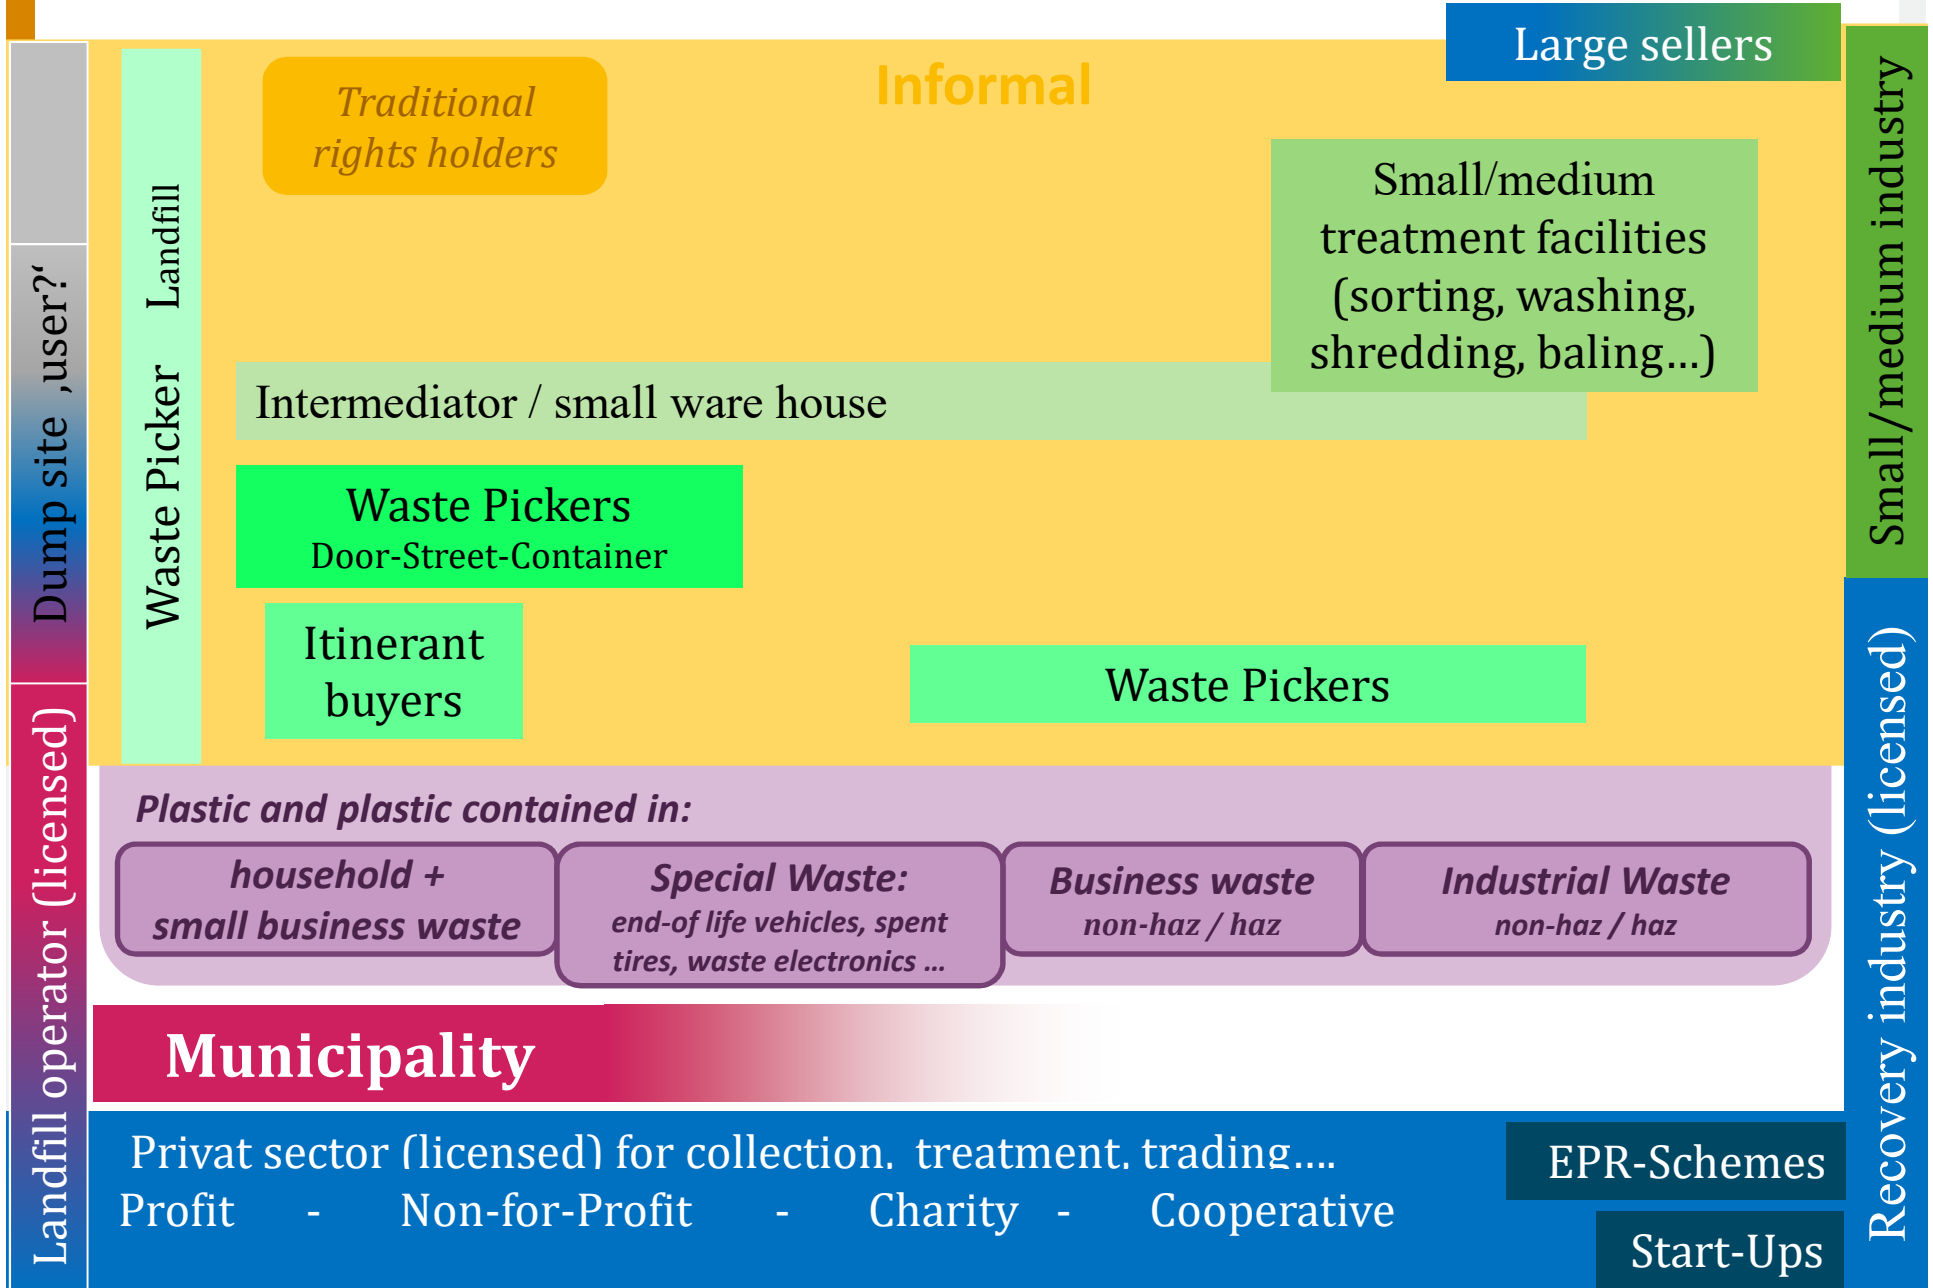 Large sellers
Informal
Traditional
rights holders
Small/medium
treatment facilities
(sorting, washing,
shredding, baling...)
Small/medium industry
Dump site ‚user?‘
Waste Picker Landfill
Intermediator / small ware house
Waste Pickers
Door-Street-Container
Itinerant
buyers
Waste Pickers
Landfill operator (licensed)
Recovery industry (licensed)
Plastic and plastic contained in:
household +
small business waste
Special Waste:
end-of life vehicles, spent
tires, waste electronics ...
Business waste
non-haz / haz
Industrial Waste
non-haz / haz
Municipality
Privat sector (licensed) for collection, treatment, trading....
Profit - Non-for-Profit - Charity - Cooperative
EPR-Schemes
Start-Ups